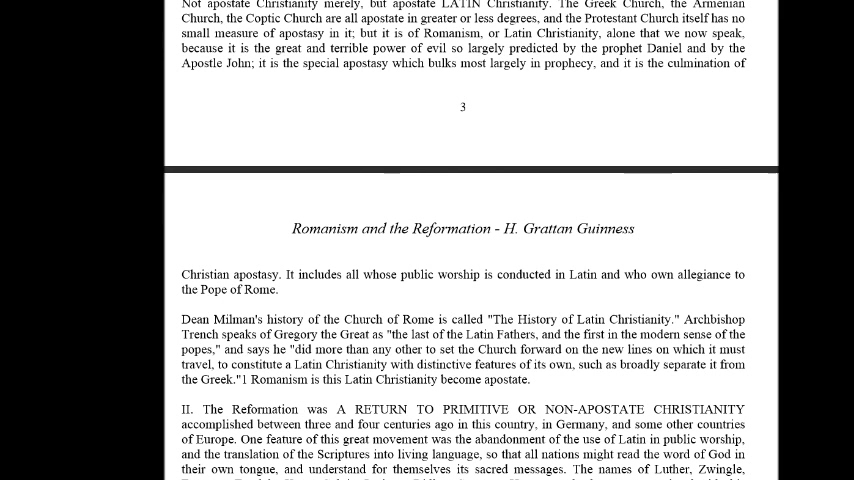 Not apostate Christianity merely, but apostate LATIN Christianity. The Greek Church, the Armenian
Church, the Coptic Church are all apostate in greater or less degrees, and the Protestant Church itself has no
small measure of apostasy in it; but it is of Romanism, or Latin Christianity, alone that we now speak,
because it is the great and terrible power of evil so largely predicted by the prophet Daniel and by the
Apostle John; it is the special apostasy which bulks most largely in prophecy, and it is the culmination of
3
Romanism and the Reformation - H. Grattan Guinness
Christian apostasy. It includes all whose public worship is conducted in Latin and who own allegiance to
the Pope of Rome.
Dean Milman's history of the Church of Rome is called "The History of Latin Christianity." Archbishop
Trench speaks of Gregory the Great as "the last of the Latin Fathers, and the first in the modern sense of the
popes," and says he "did more than any other to set the Church forward on the new lines on which it must
travel, to constitute a Latin Christianity with distinctive features of its own, such as broadly separate it from
the Greek."1 Romanism is this Latin Christianity become apostate.
II. The Reformation was A RETURN TO PRIMITIVE OR NON-APOSTATE CHRISTIANITY
accomplished between three and four centuries ago in this country, in Germany, and some other countries
of Europe. One feature of this great movement was the abandonment of the use of Latin in public worship,
and the translation of the Scriptures into living language, so that all nations might read the word of God in
their own tongue, and understand for themselves its sacred messages. The names of Luther, Zwingle,